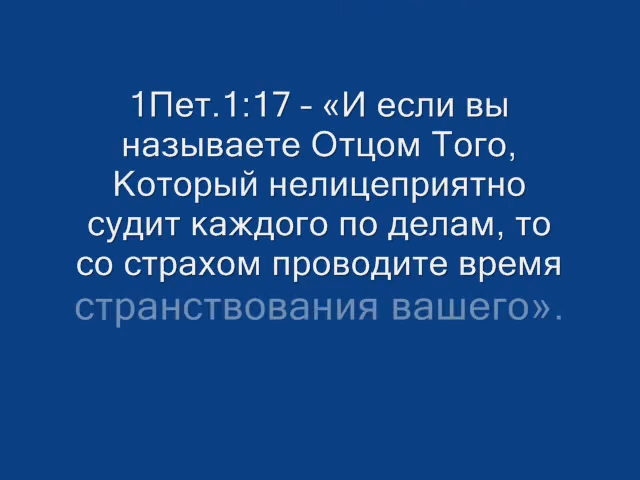 1Пет.1:17 – «И если вы
называете Отцом Того,
Который нелицеприятно
судит каждого по делам, то
со страхом проводите время
странствования вашего».